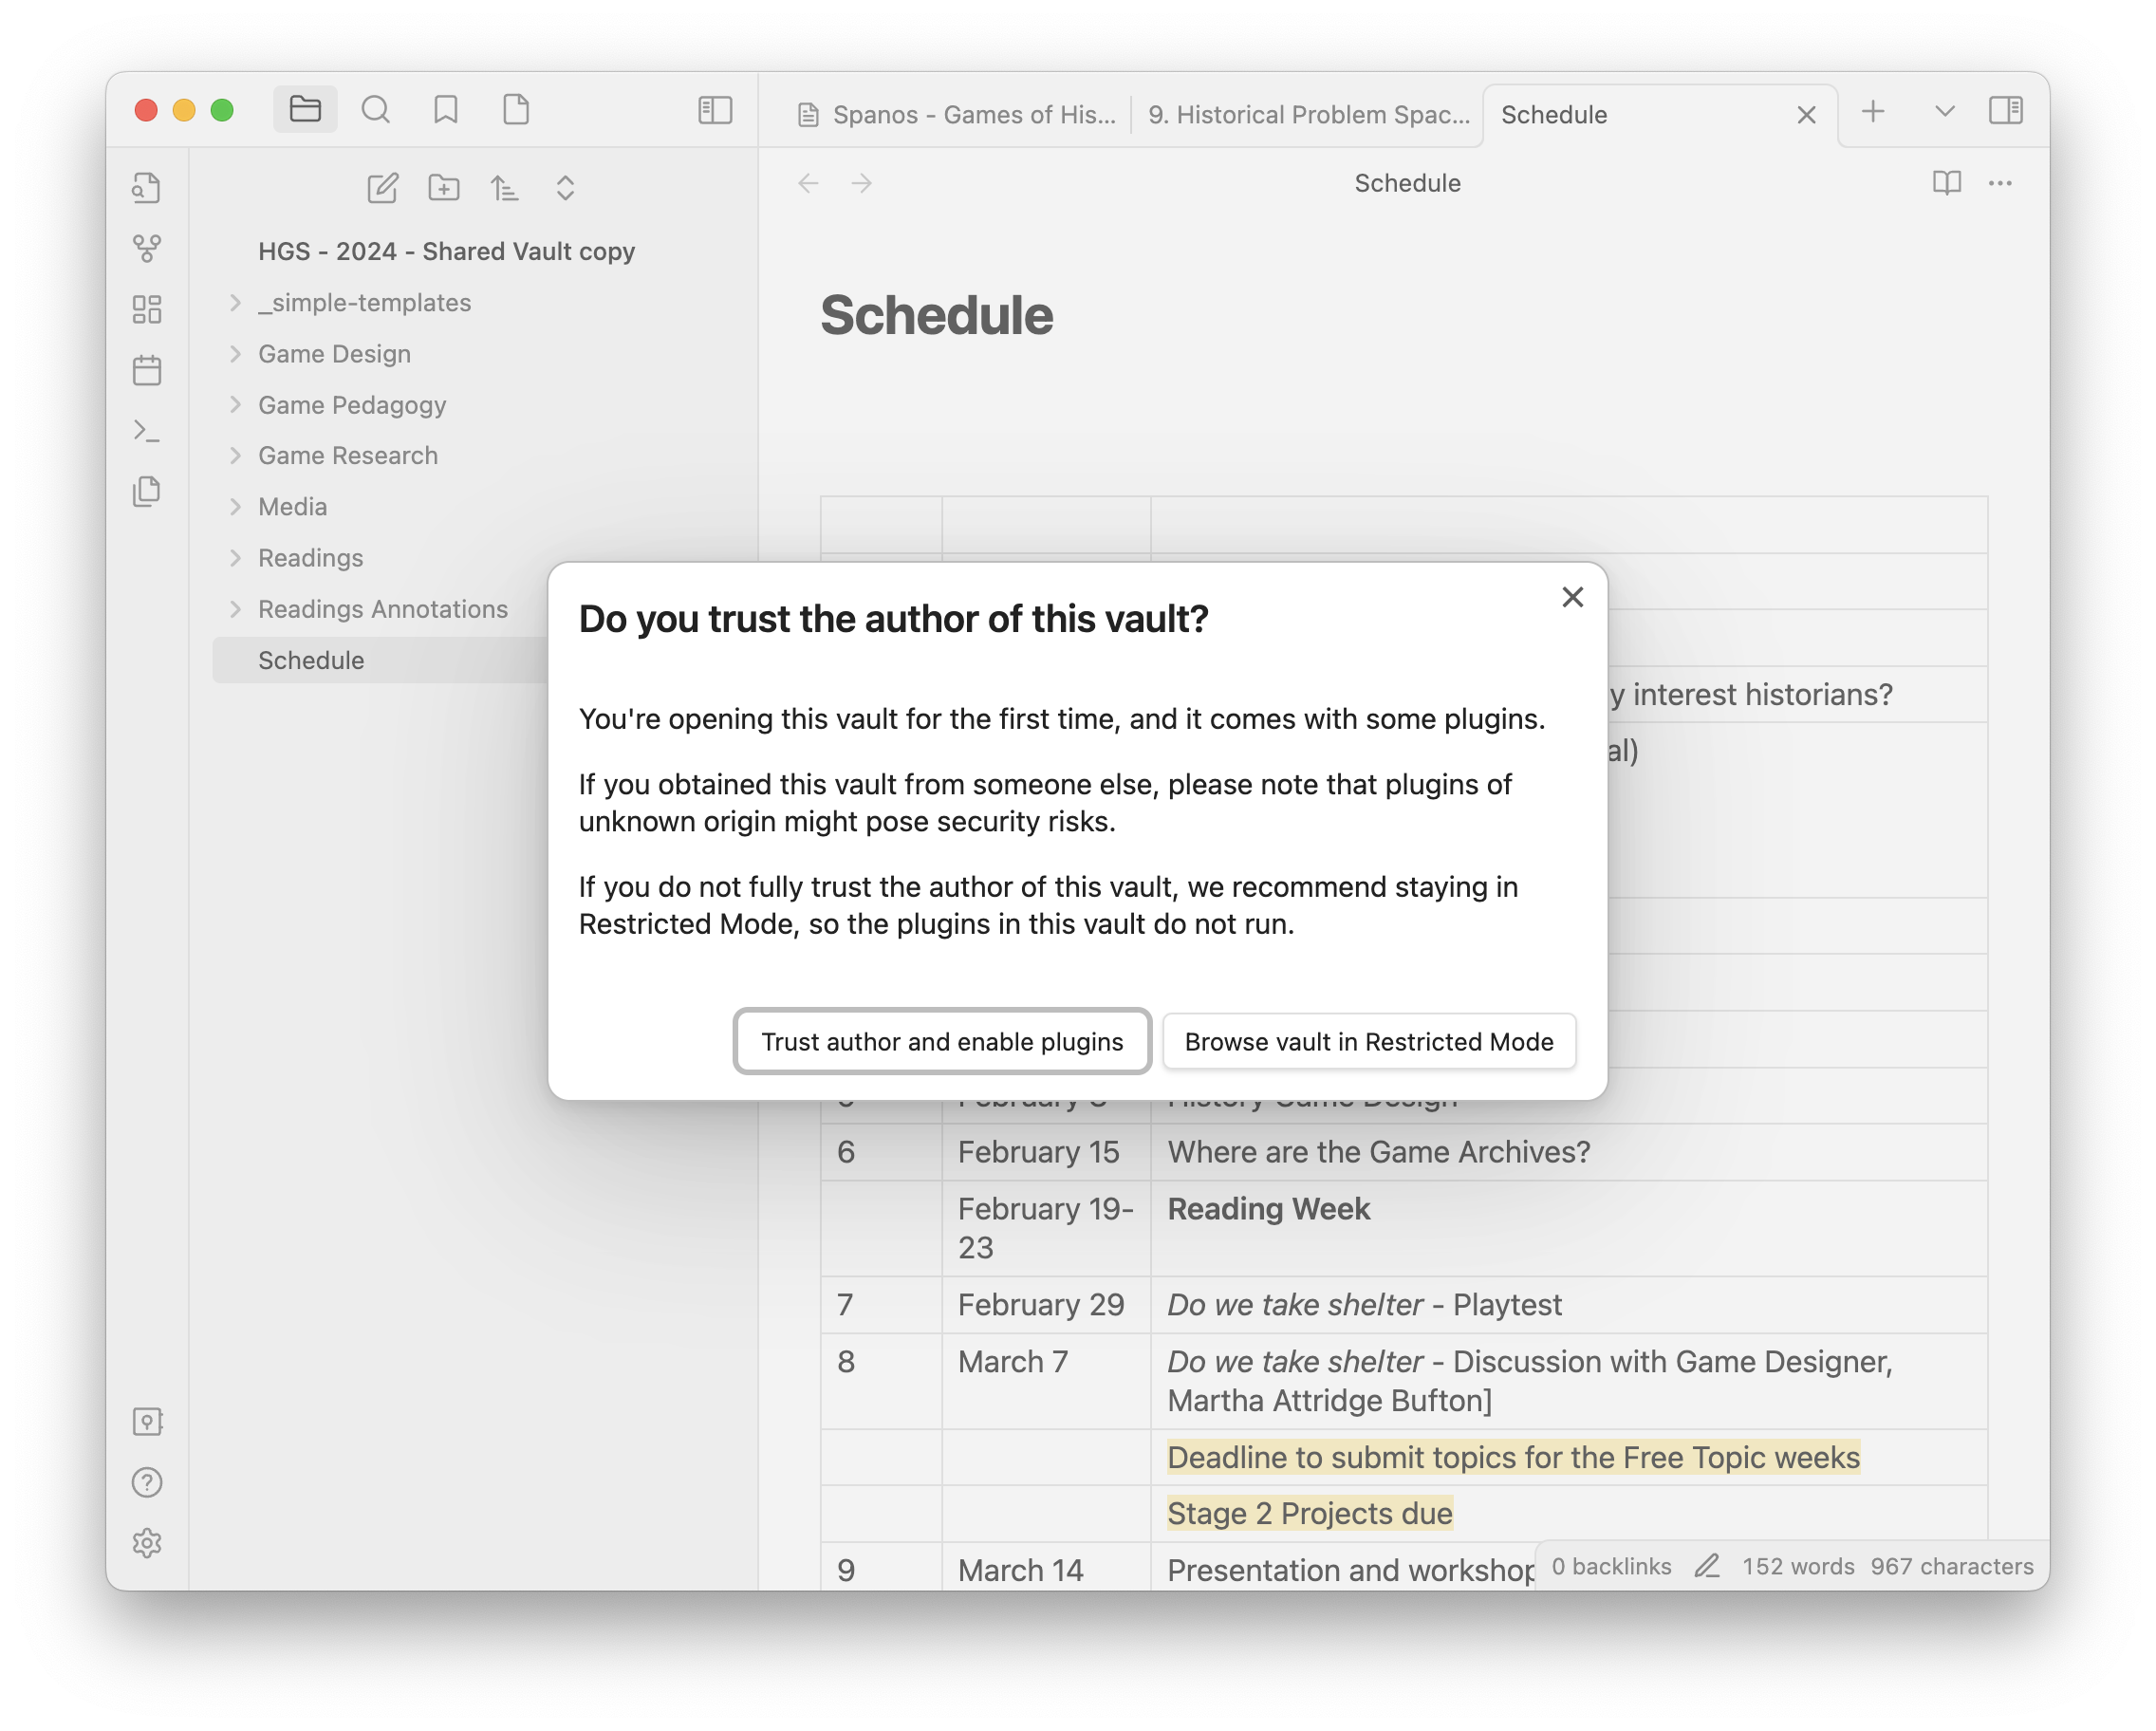 Spanos - Games of His...
9. Historical Problem Spac...
Schedule
Schedule
HGS - 2024 - Shared Vault copy
_simple-templates
Game Design
Game Pedagogy
Game Research
Media
Readings
Readings Annotations
Schedule
Schedule
y interest historians?
al)
Do you trust the author of this vault?
You're opening this vault for the first time, and it comes with some plugins.
If you obtained this vault from someone else, please note that plugins of
unknown origin might pose security risks.
If you do not fully trust the author of this vault, we recommend staying in
Restricted Mode, so the plugins in this vault do not run.
Trust author and enable plugins
Browse vault in Restricted Mode
History Game Design
6 February 15 Where are the Game Archives?
February 19- Reading Week
23
7 February 29 Do we take shelter - Playtest
8 March 7 Do we take shelter - Discussion with Game Designer,
Martha Attridge Bufton]
Deadline to submit topics for the Free Topic weeks
Stage 2 Projects due
9 March 14 Presentation and workshop
0 backlinks 152 words 967 characters